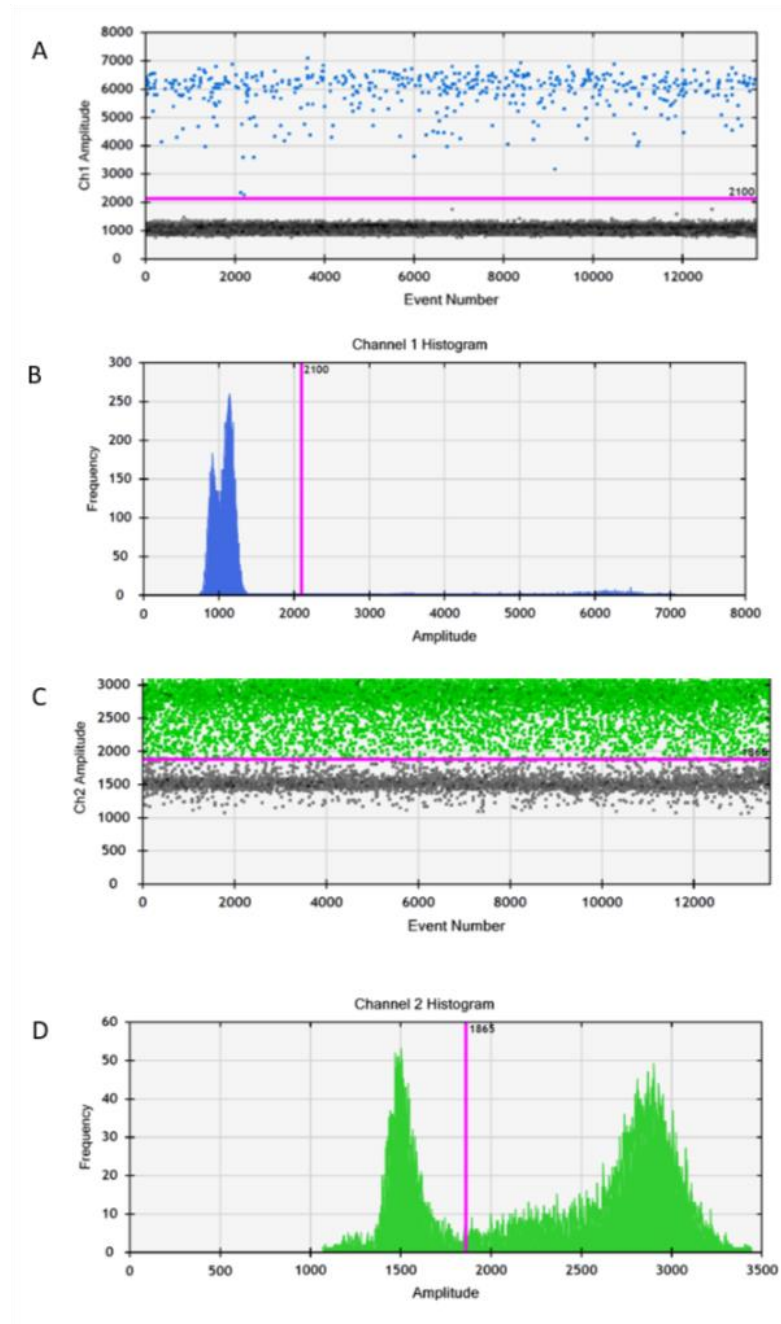 A
8000
7000
6000
5000
4000
3000
2000
1000
0
Ch1 Amplitude
2100
0 2000 4000 6000 8000 10000 12000
Event Number
Channel 1 Histogram
B
300
250
200
150
100
50
0
Frequency
2100
0 1000 2000 3000 4000 5000 6000 7000 8000
Amplitude
C
3000
2500
2000
1500
1000
500
0
Ch2 Amplitude
1865
0 2000 4000 6000 8000 10000 12000
Event Number
Channel 2 Histogram
D
60
50
40
30
20
10
0
Frequency
1865
0 500 1000 1500 2000 2500 3000 3500
Amplitude